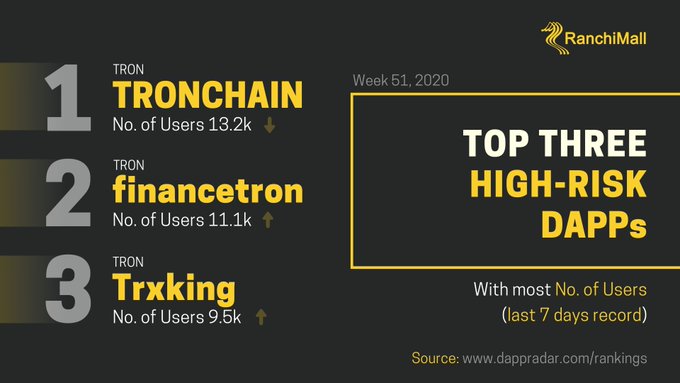 RanchiMall
Week 51, 2020
TOP THREE
HIGH-RISK
DAPPs
With most No. of Users
(last 7 days record)
1
TRON
TRONCHAIN
No. of Users 13.2k
2
TRON
financetron
No. of Users 11.1k
3
TRON
Trxking
No. of Users 9.5k
Source: www.dappradar.com/rankings